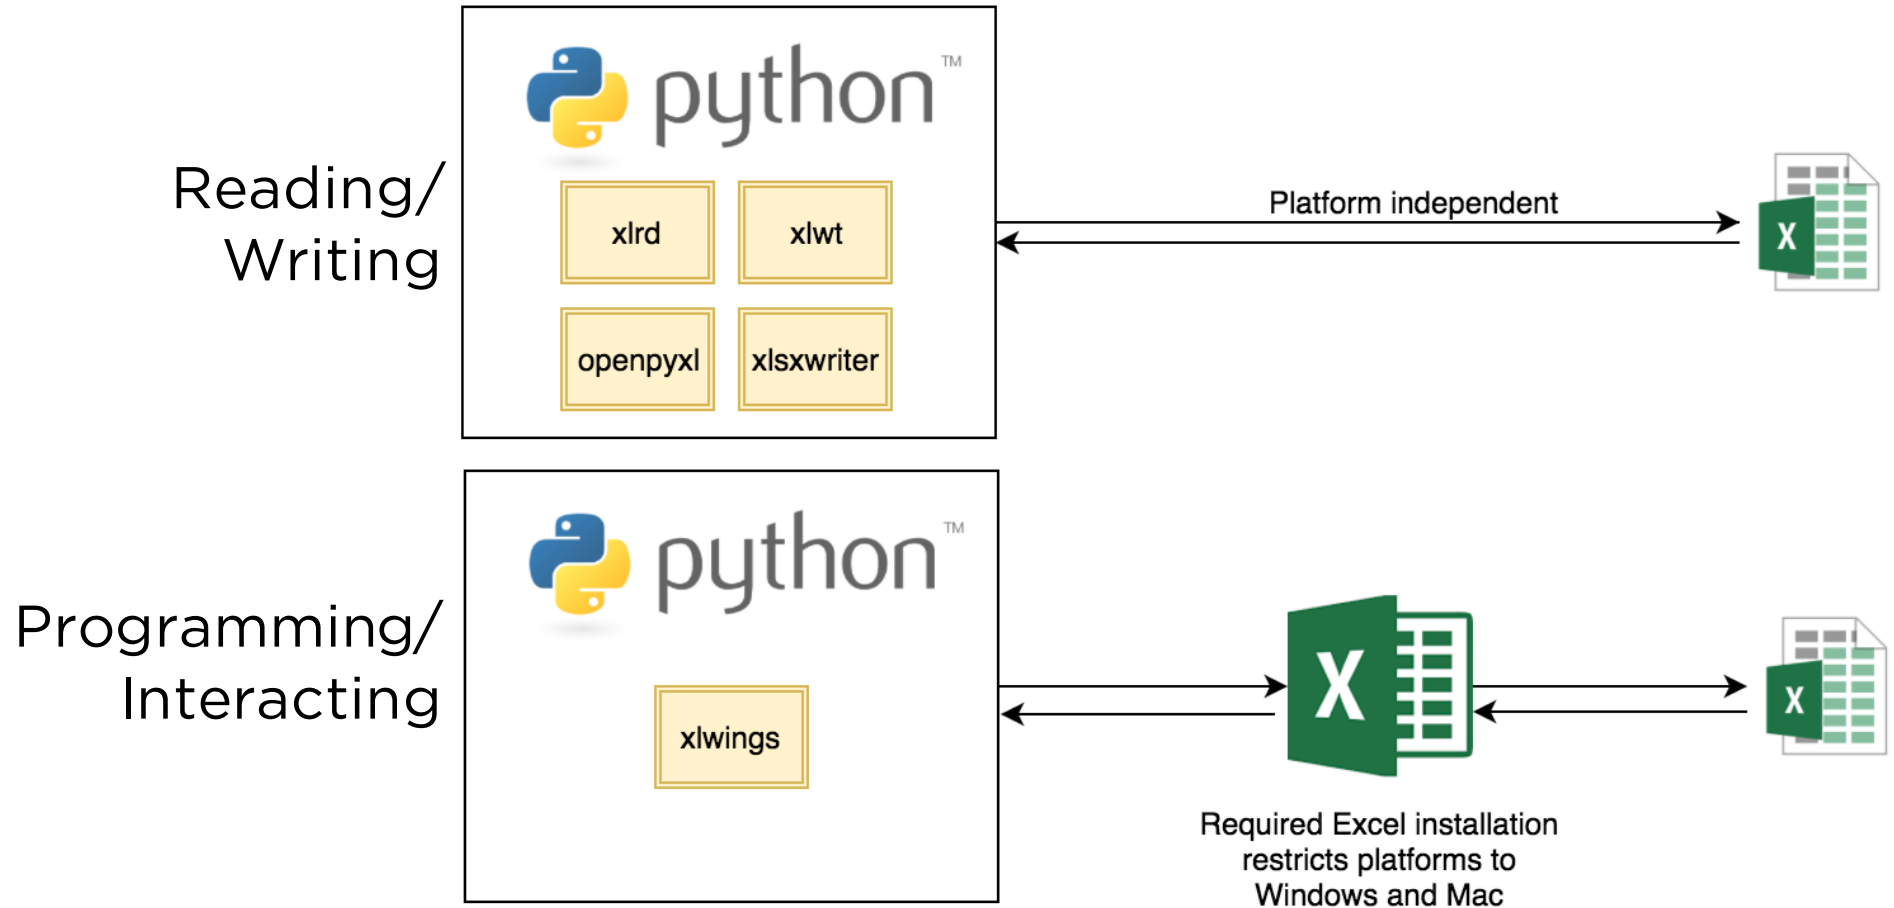 Reading/
Writing
python™
xlrd
xlwt
openpyxl
xlsxwriter
Platform independent
X
Programming/
Interacting
python™
xlwings
X
Required Excel installation
restricts platforms to
Windows and Mac
X